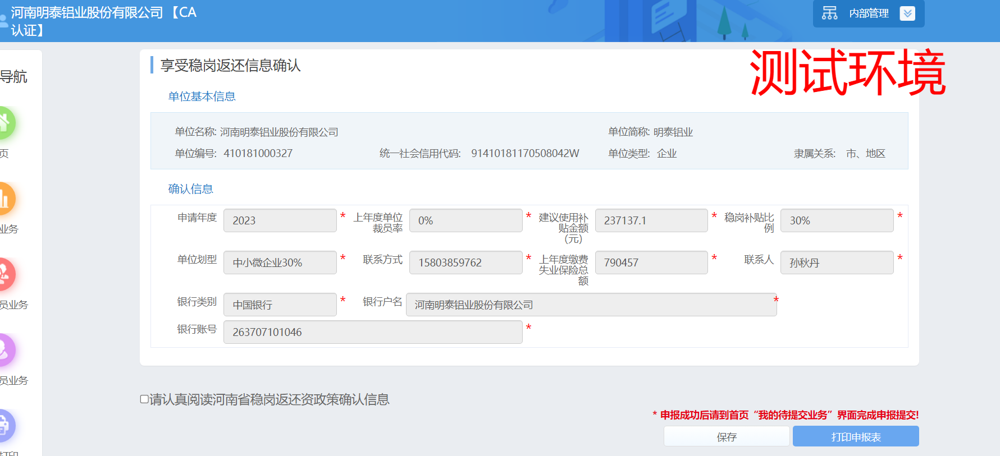 河南明泰铝业股份有限公司 【CA
认证】
内部管理
测试环境
导航
页
业务
员业务
员业务
打印
享受稳岗返还信息确认
单位基本信息
单位名称: 河南明泰铝业股份有限公司 单位简称: 明泰铝业
单位编号: 410181000327 统一社会信用代码: 91410181170508042W 单位类型: 企业 隶属关系: 市、地区
确认信息
申请年度 2023 *
上年度单位
裁员率 0% *
建议使用补
贴金额
(元) 237137.1 *
稳岗补贴比
例 30% *
单位划型 中小微企业30% *
联系方式 15803859762 *
上年度缴费
失业保险总
额 790457 *
联系人 孙秋丹 *
银行类别 中国银行 *
银行户名 河南明泰铝业股份有限公司 *
银行账号 263707101046 *
请认真阅读河南省稳岗返还资政策确认信息
* 申报成功后请到首页“我的待提交业务”界面完成申报提交!
保存 打印申报表